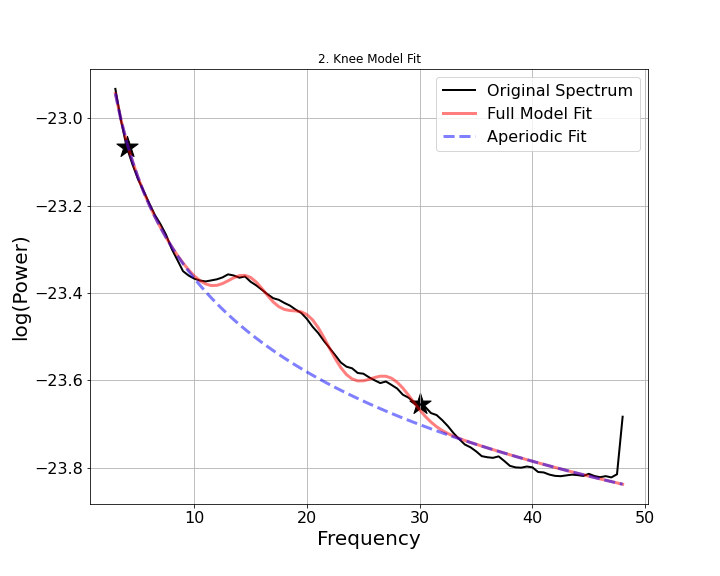 2. Knee Model Fit
Original Spectrum
Full Model Fit
Aperiodic Fit
log(Power)
−23.0
−23.2
−23.4
−23.6
−23.8
10
20
30
40
50
Frequency